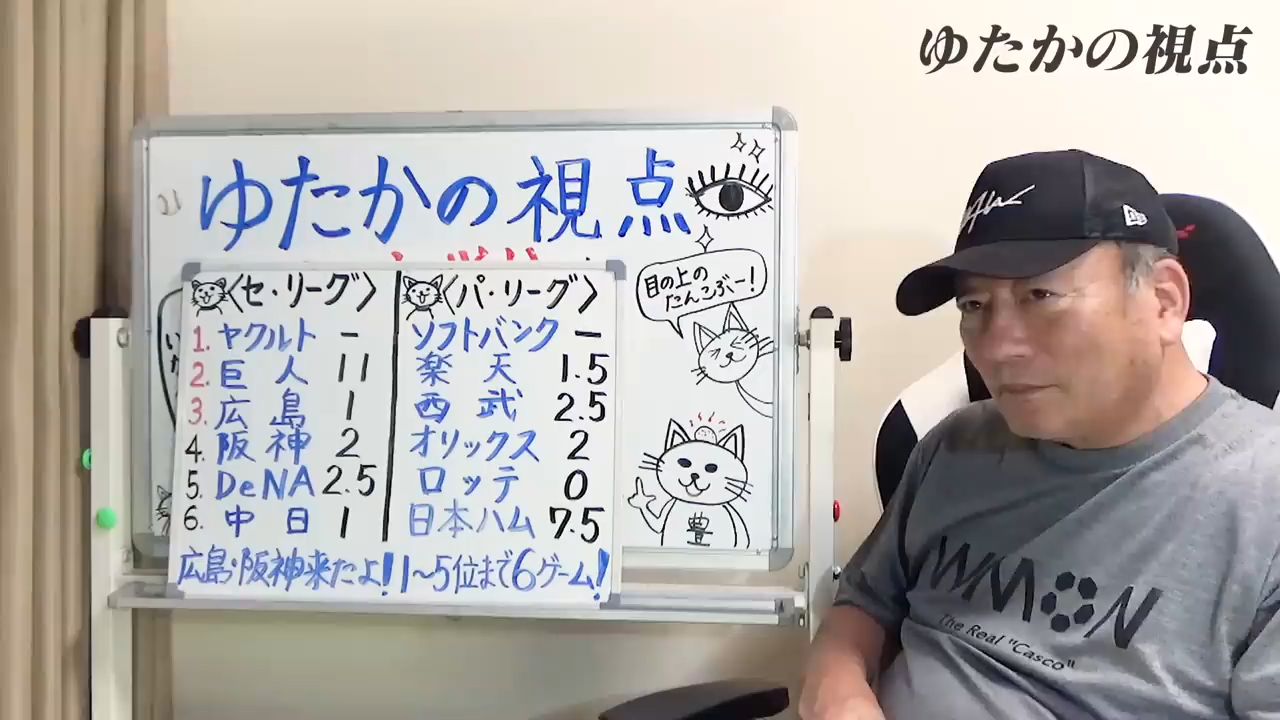 ゆたかの視点
ゆたかの視点
目の上の
たんこぶー!
〈セ・リーグ〉
1. ヤクルト ー
2. 巨人 11
3. 広島 1
4. 阪神 2
5. DeNA 2.5
6. 中日 1
〈パ・リーグ〉
ソフトバンク ー
楽天 1.5
西武 2.5
オリックス 2
ロッテ 0
日本ハム 7.5
広島・阪神来たよ! 1〜5位まで6ゲーム!
豊
The Real "Casco"